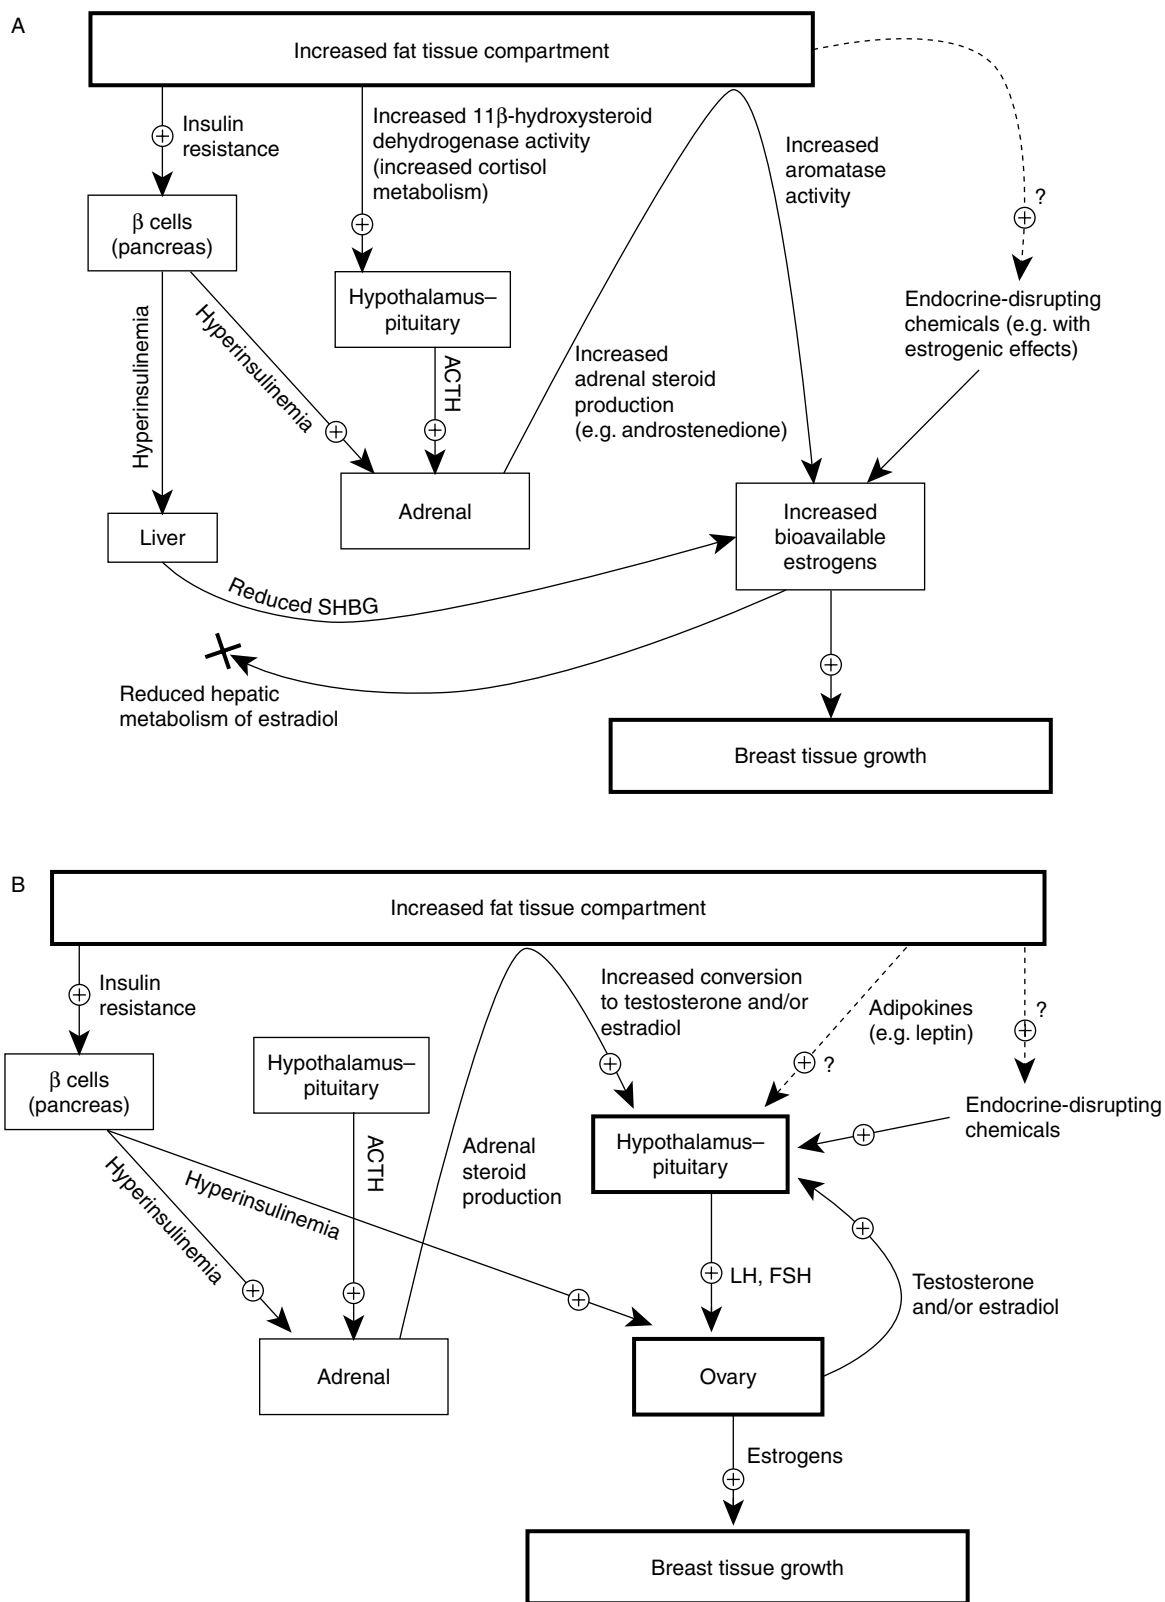 A
Increased fat tissue compartment
Insulin
resistance
Increased 11β-hydroxysteroid
dehydrogenase activity
(increased cortisol
metabolism)
Increased
aromatase
activity
?
β cells
(pancreas)
Hypothalamus–
pituitary
Endocrine-disrupting
chemicals (e.g. with
estrogenic effects)
Hyperinsulinemia
Hyperinsulinemia
ACTH
Increased
adrenal steroid
production
(e.g. androstenedione)
Adrenal
Liver
Increased
bioavailable
estrogens
Reduced SHBG
Reduced hepatic
metabolism of estradiol
Breast tissue growth
B
Increased fat tissue compartment
Insulin
resistance
Increased conversion
to testosterone and/or
estradiol
Adipokines
(e.g. leptin)
?
?
β cells
(pancreas)
Hypothalamus–
pituitary
Endocrine-disrupting
chemicals
Hyperinsulinemia
Hyperinsulinemia
ACTH
Adrenal
steroid
production
Hypothalamus–
pituitary
LH, FSH
Testosterone
and/or estradiol
Adrenal
Ovary
Estrogens
Breast tissue growth